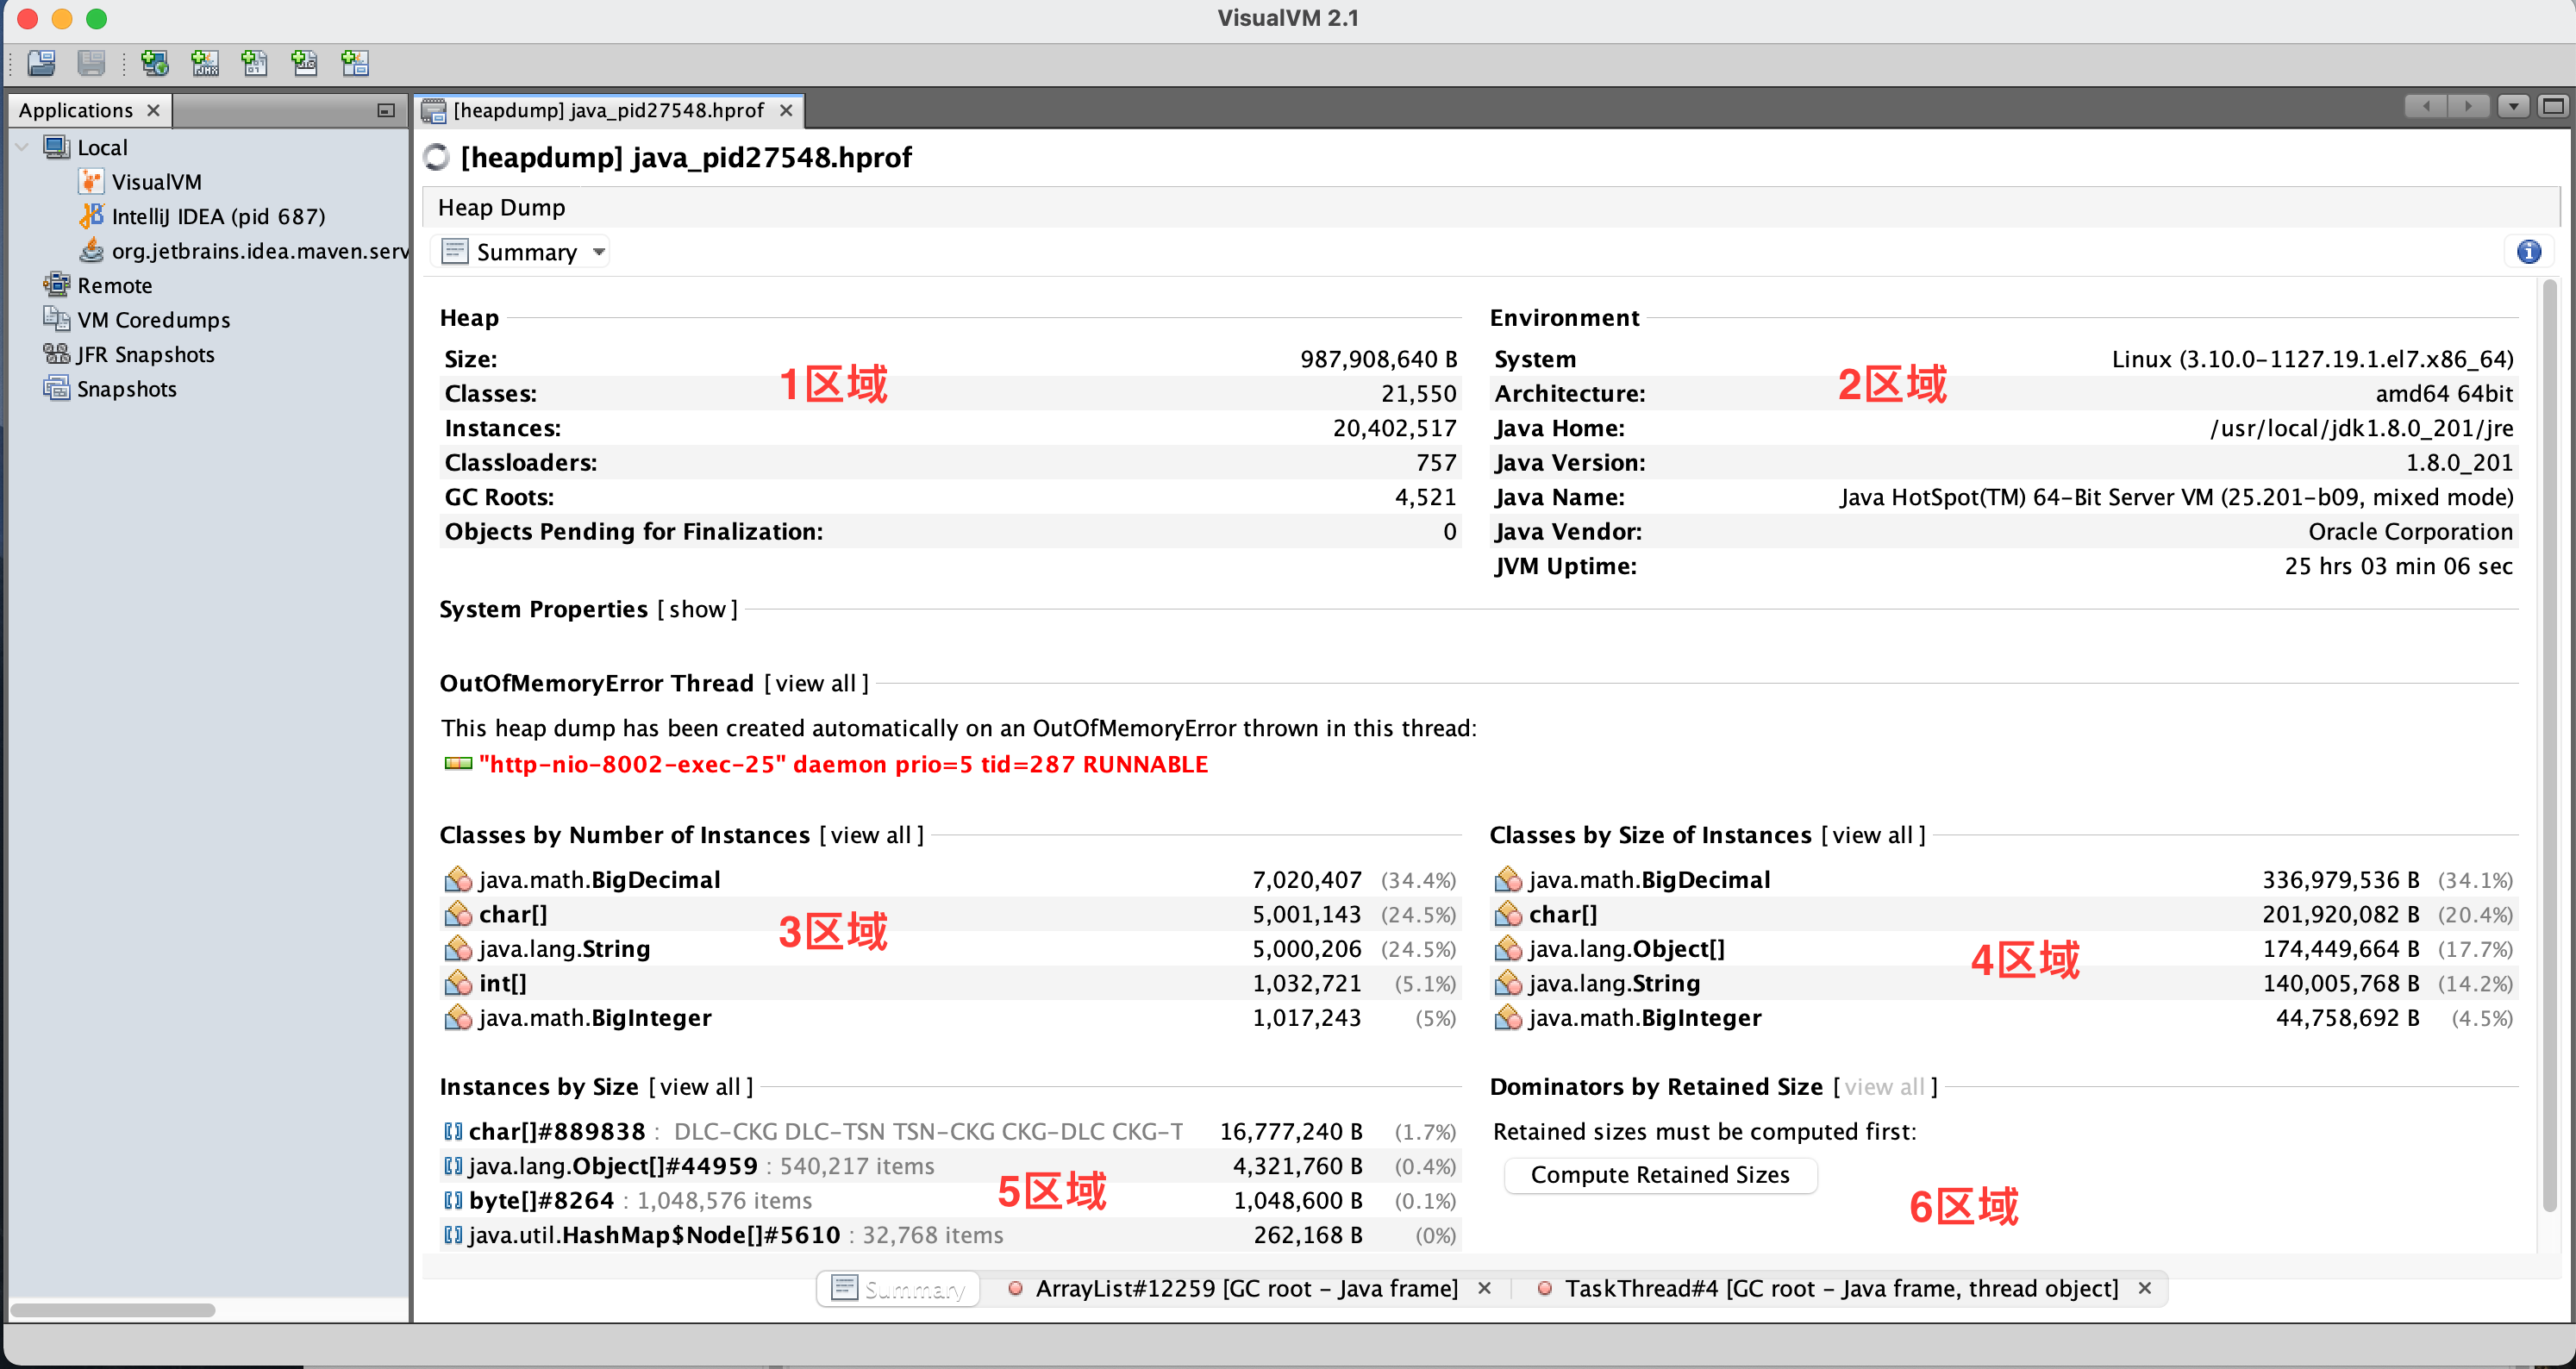 VisualVM 2.1
Applications
[heapdump] java_pid27548.hprof
Local
VisualVM
IntelliJ IDEA (pid 687)
org.jetbrains.idea.maven.serv
Remote
VM Coredumps
JFR Snapshots
Snapshots
[heapdump] java_pid27548.hprof
Heap Dump
Summary
Heap
Size: 987,908,640 B
Classes: 21,550
Instances: 20,402,517
Classloaders: 757
GC Roots: 4,521
Objects Pending for Finalization: 0
1区域
Environment
System Linux (3.10.0-1127.19.1.el7.x86_64)
Architecture: amd64 64bit
Java Home: /usr/local/jdk1.8.0_201/jre
Java Version: 1.8.0_201
Java Name: Java HotSpot(TM) 64-Bit Server VM (25.201-b09, mixed mode)
Java Vendor: Oracle Corporation
JVM Uptime: 25 hrs 03 min 06 sec
2区域
System Properties [show]
OutOfMemoryError Thread [view all]
This heap dump has been created automatically on an OutOfMemoryError thrown in this thread:
"http-nio-8002-exec-25" daemon prio=5 tid=287 RUNNABLE
Classes by Number of Instances [view all]
java.math.BigDecimal 7,020,407 (34.4%)
char[] 5,001,143 (24.5%)
java.lang.String 5,000,206 (24.5%)
int[] 1,032,721 (5.1%)
java.math.BigInteger 1,017,243 (5%)
3区域
Classes by Size of Instances [view all]
java.math.BigDecimal 336,979,536 B (34.1%)
char[] 201,920,082 B (20.4%)
java.lang.Object[] 174,449,664 B (17.7%)
java.lang.String 140,005,768 B (14.2%)
java.math.BigInteger 44,758,692 B (4.5%)
4区域
Instances by Size [view all]
char[]#889838 : DLC-CKG DLC-TSN TSN-CKG CKG-DLC CKG-T 16,777,240 B (1.7%)
java.lang.Object[]#44959 : 540,217 items 4,321,760 B (0.4%)
byte[]#8264 : 1,048,576 items 1,048,600 B (0.1%)
java.util.HashMap$Node[]#5610 : 32,768 items 262,168 B (0%)
5区域
Dominators by Retained Size [view all]
Retained sizes must be computed first:
Compute Retained Sizes
6区域
Summary
ArrayList#12259 [GC root - Java frame]
TaskThread#4 [GC root - Java frame, thread object]